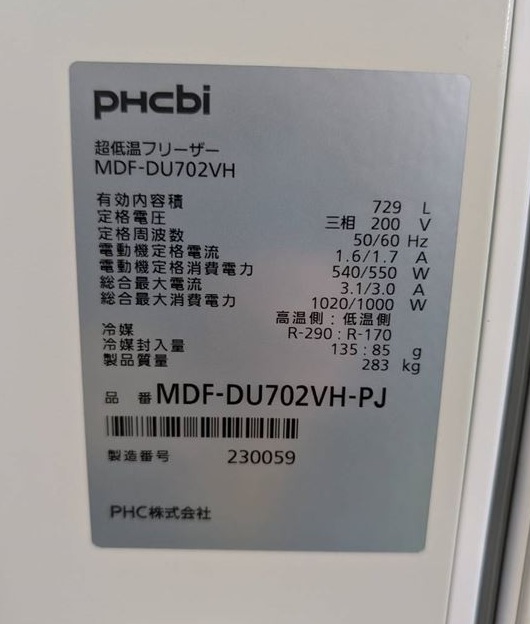 PHCbi
超低温フリーザー
MDF-DU702VH
有効内容積 729 L
定格電圧 三相 200 V
定格周波数 50/60 Hz
電動機定格電流 1.6/1.7 A
電動機定格消費電力 540/550 W
総合最大電流 3.1/3.0 A
総合最大消費電力 1020/1000 W
高温側:低温側
冷媒 R-290:R-170
冷媒封入量 135:85 g
製品質量 283 kg
品番 MDF-DU702VH-PJ
製造番号 230059
PHC株式会社